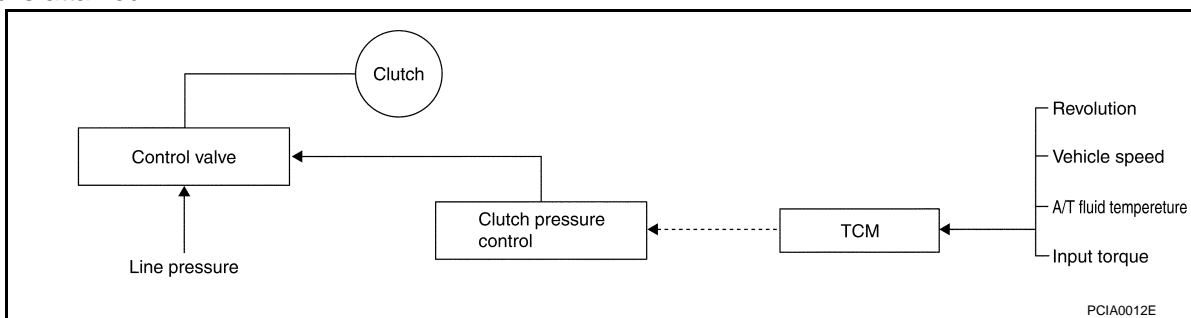 Clutch
Control valve
Line pressure
Clutch pressure
control
TCM
Revolution
Vehicle speed
A/T fluid tempereture
Input torque
PCIA0012E